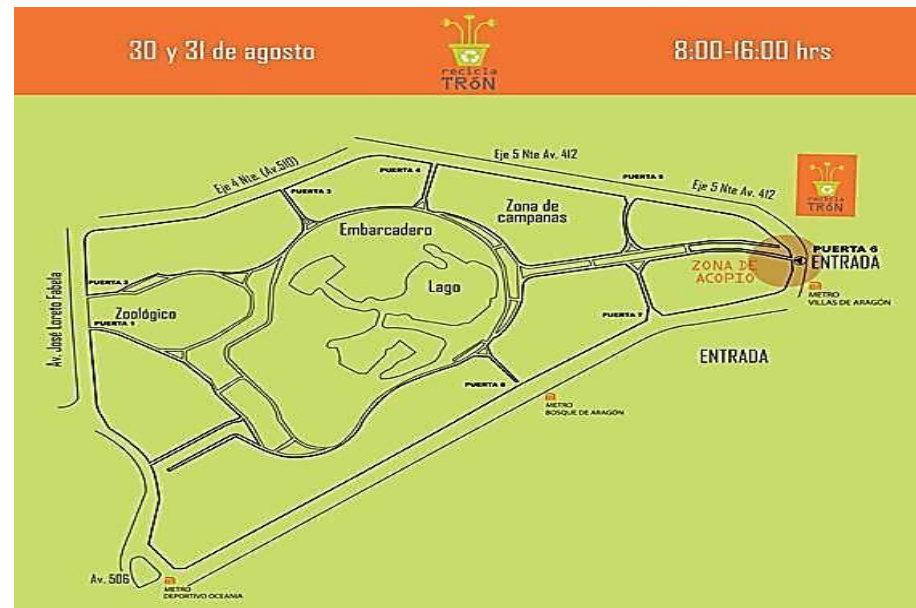 30 y 31 de agosto
recicla
TRóN
8:00-16:00 hrs
Eje 4 Nte. (Av.510)
PUERTA 3
PUERTA 4
Eje 5 Nte Av. 412
PUERTA 5
Eje 5 Nte Av. 412
recicla
TRóN
Zona de
campanas
Embarcadero
Lago
PUERTA 6
ENTRADA
ZONA DE
ACOPIO
METRO
VILLAS DE ARAGÓN
Av. José Loreto Fabela
PUERTA 2
Zoológico
PUERTA 1
PUERTA 7
ENTRADA
PUERTA 8
METRO
BOSQUE DE ARAGÓN
Av. 506
METRO
DEPORTIVO OCEANIA